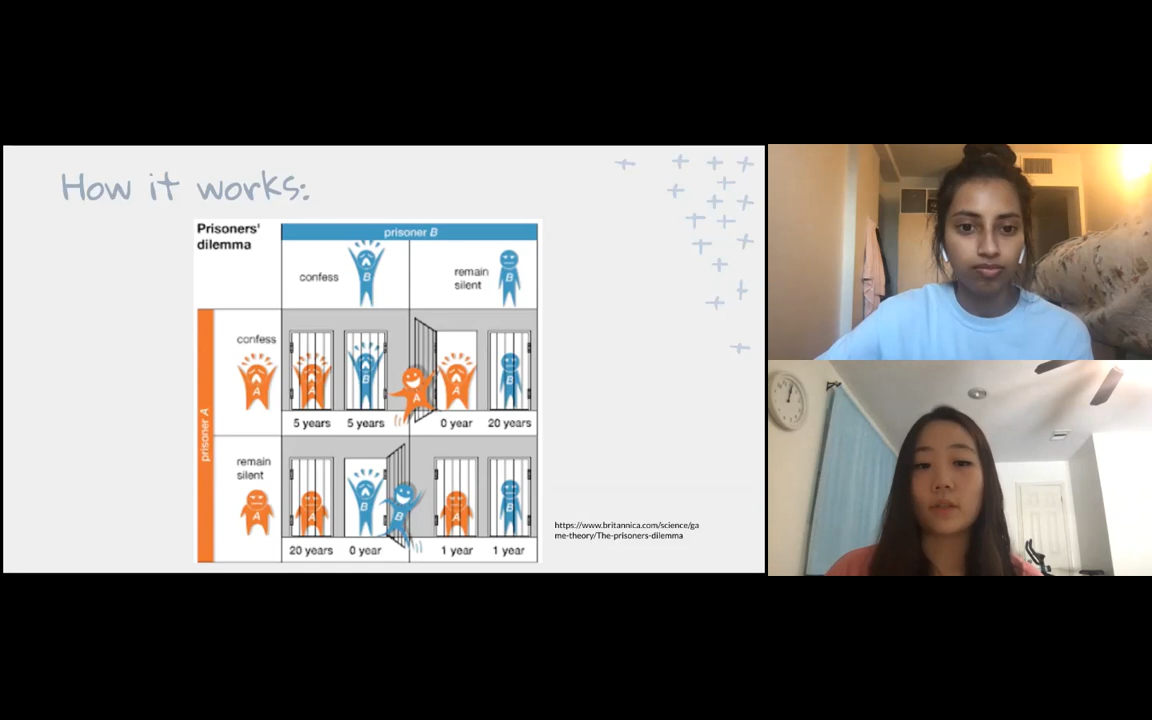 How it works:
Prisoners'
dilemma
prisoner B
confess
B
remain
silent
B
prisoner A
confess
A
A
B
A
A
B
5 years
5 years
0 year
20 years
remain
silent
A
A
B
B
A
B
20 years
0 year
1 year
1 year
https://www.britannica.com/science/ga
me-theory/The-prisoners-dilemma